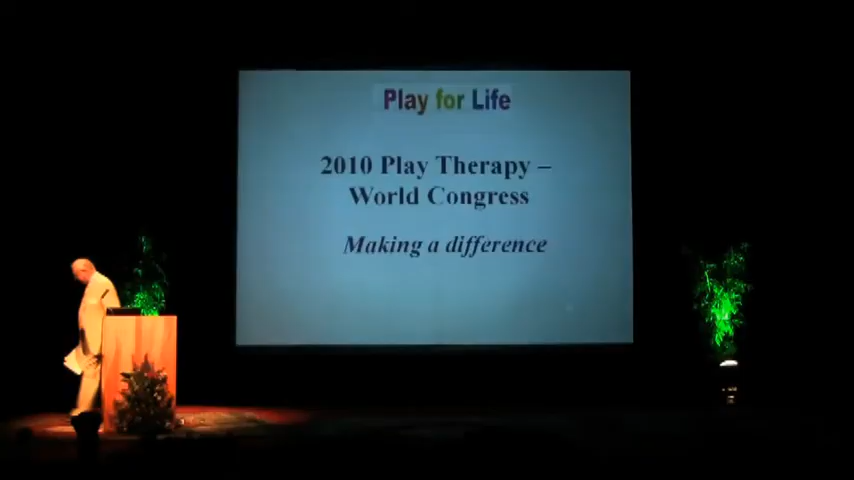 Play for Life
2010 Play Therapy –
World Congress
Making a difference